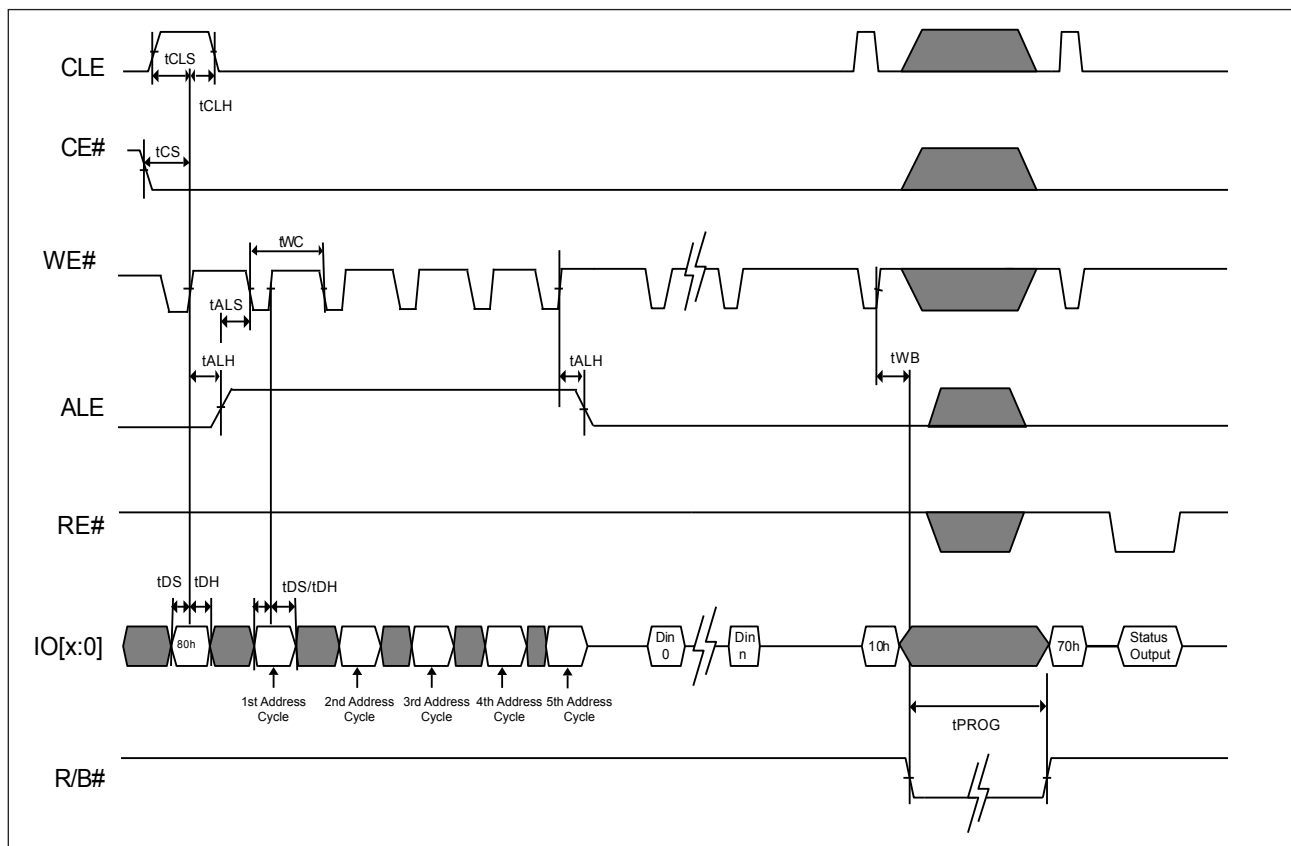 CLE
tCLS
tCLH
CE#
tCS
WE#
tWC
tALS
tALH
tALH
tWB
ALE
RE#
tDS
tDH
tDS/tDH
IO[x:0]
80h
Din
0
Din
n
10h
70h
Status
Output
1st Address
Cycle
2nd Address
Cycle
3rd Address
Cycle
4th Address
Cycle
5th Address
Cycle
tPROG
R/B#